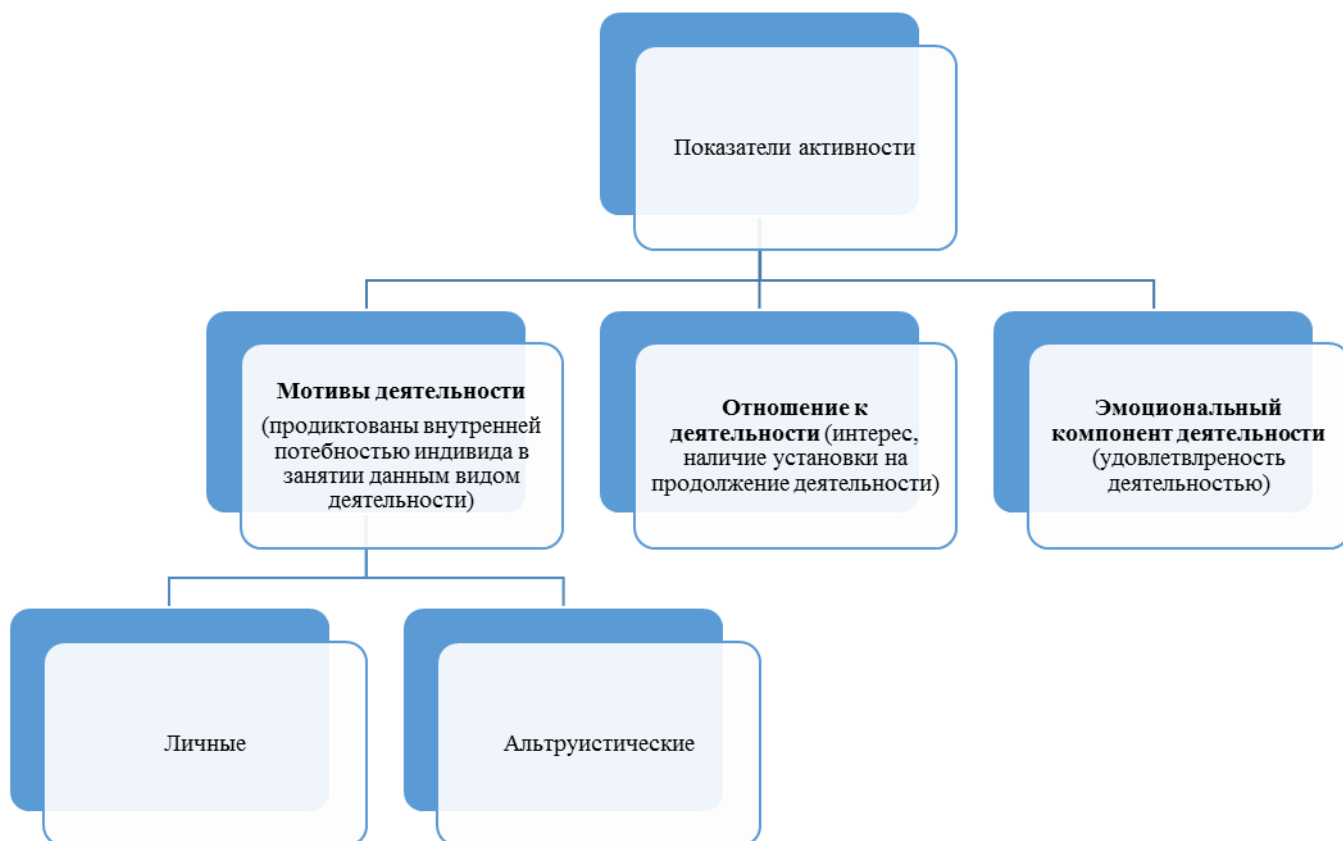 Показатели активности
Мотивы деятельности
(продиктованы внутренней
потебностью индивида в
занятии данным видом
деятельности)
Отношение к
деятельности (интерес,
наличие установки на
продолжение деятельности)
Эмоциональный
компонент деятельности
(удовлетвлреность
деятельностью)
Личные
Альтруистические